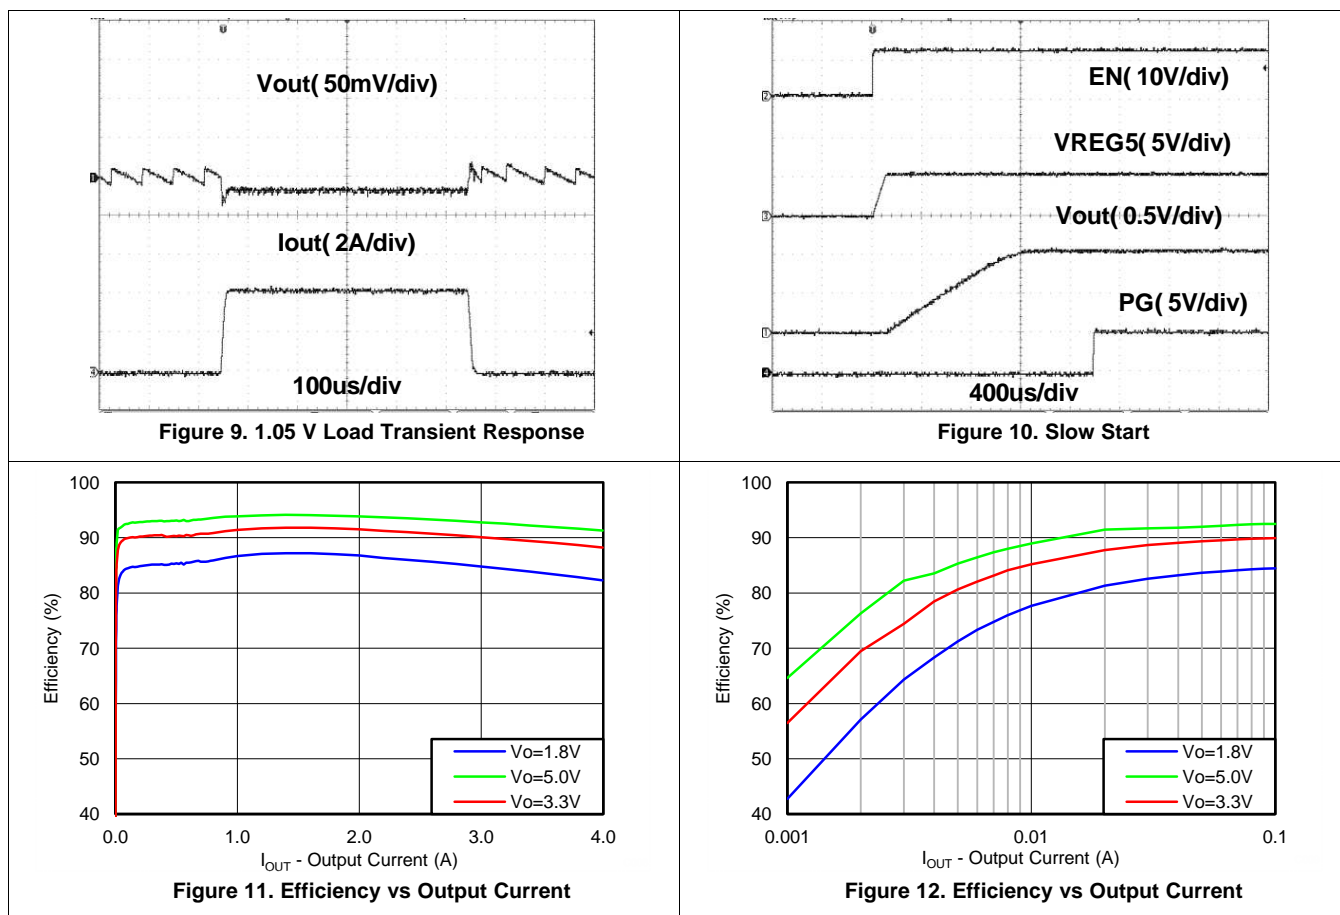 Vout( 50mV/div)
Iout( 2A/div)
100us/div
Figure 9. 1.05 V Load Transient Response
EN( 10V/div)
VREG5( 5V/div)
Vout( 0.5V/div)
PG( 5V/div)
400us/div
Figure 10. Slow Start
100
90
80
70
60
50
40
Efficiency (%)
Vo=1.8V
Vo=5.0V
Vo=3.3V
0.0 1.0 2.0 3.0 4.0
IOUT - Output Current (A)
Figure 11. Efficiency vs Output Current
100
90
80
70
60
50
40
Efficiency (%)
Vo=1.8V
Vo=5.0V
Vo=3.3V
0.001 0.01 0.1
IOUT - Output Current (A)
Figure 12. Efficiency vs Output Current